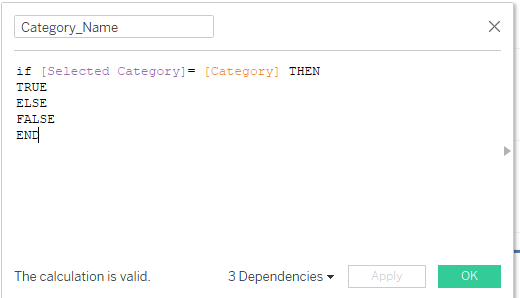 Category_Name
if [Selected Category]= [Category] THEN
TRUE
ELSE
FALSE
END
The calculation is valid. 3 Dependencies Apply OK